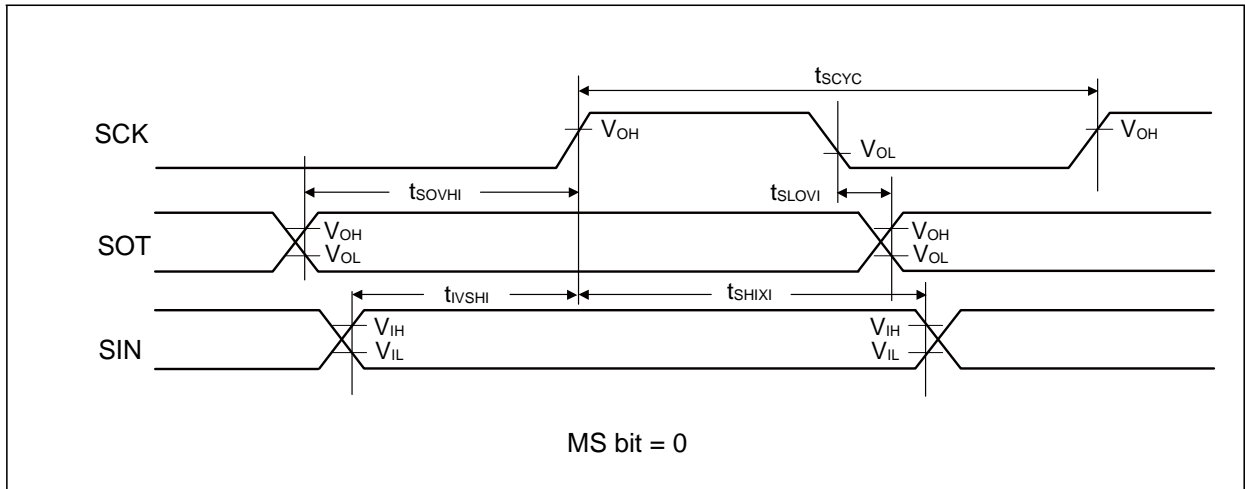 tSCYC
SCK
VOH
VOL
VOH
tSOVHI
tSLOVI
SOT
VOH
VOL
VOH
VOL
tIVSHI
tSHIXI
SIN
VIH
VIL
VIH
VIL
MS bit = 0